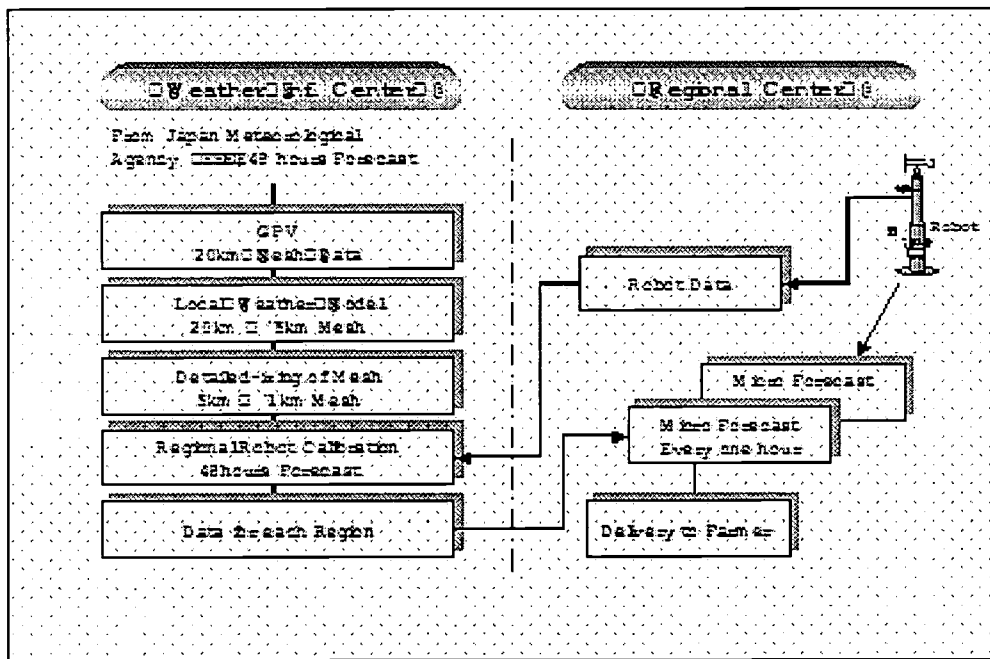 Weather Inf. Center
Regional Center
From Japan Meteorological
Agency 48 hours Forecast
GPV
20km Mesh Data
Local Weather Model
20km 5km Mesh
Detailed-izing of Mesh
5km 1km Mesh
Regional Robot Calibration
48hours Forecast
Data for each Region
Robot
Robot Data
Micro Forecast
Micro Forecast
Every one hour
Delivery to Farmer